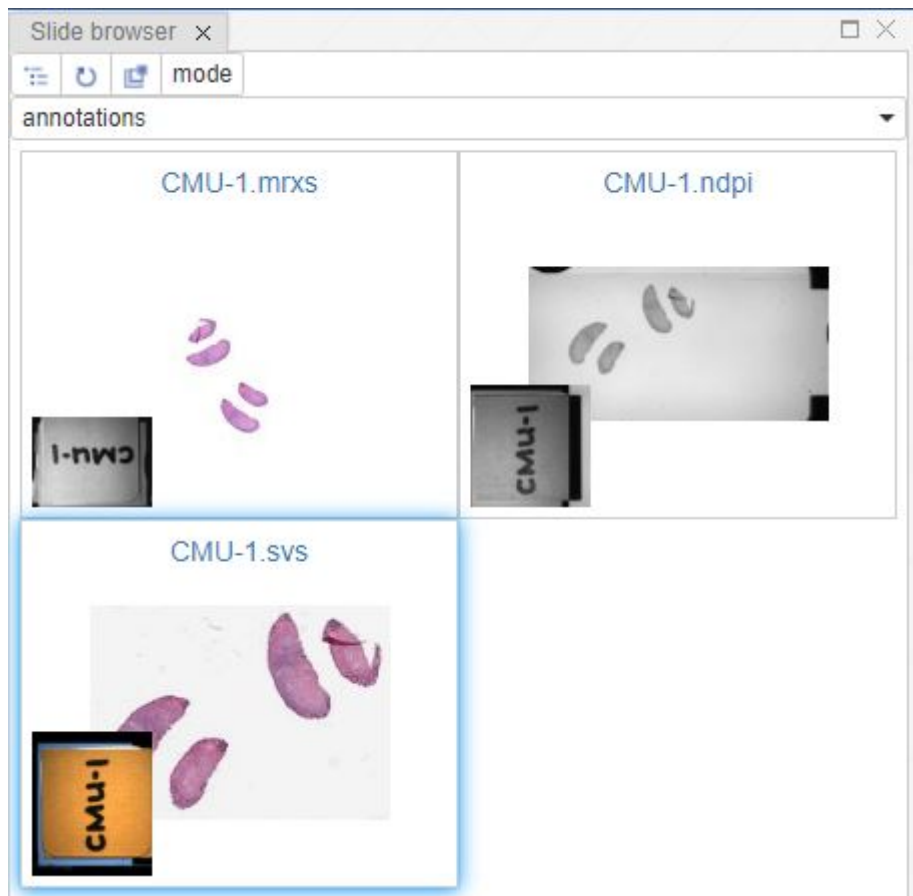 Slide browser
mode
annotations
CMU-1.mrxs
CMU-1.ndpi
CMU-1
CMU-1
CMU-1.svs
CMU-1